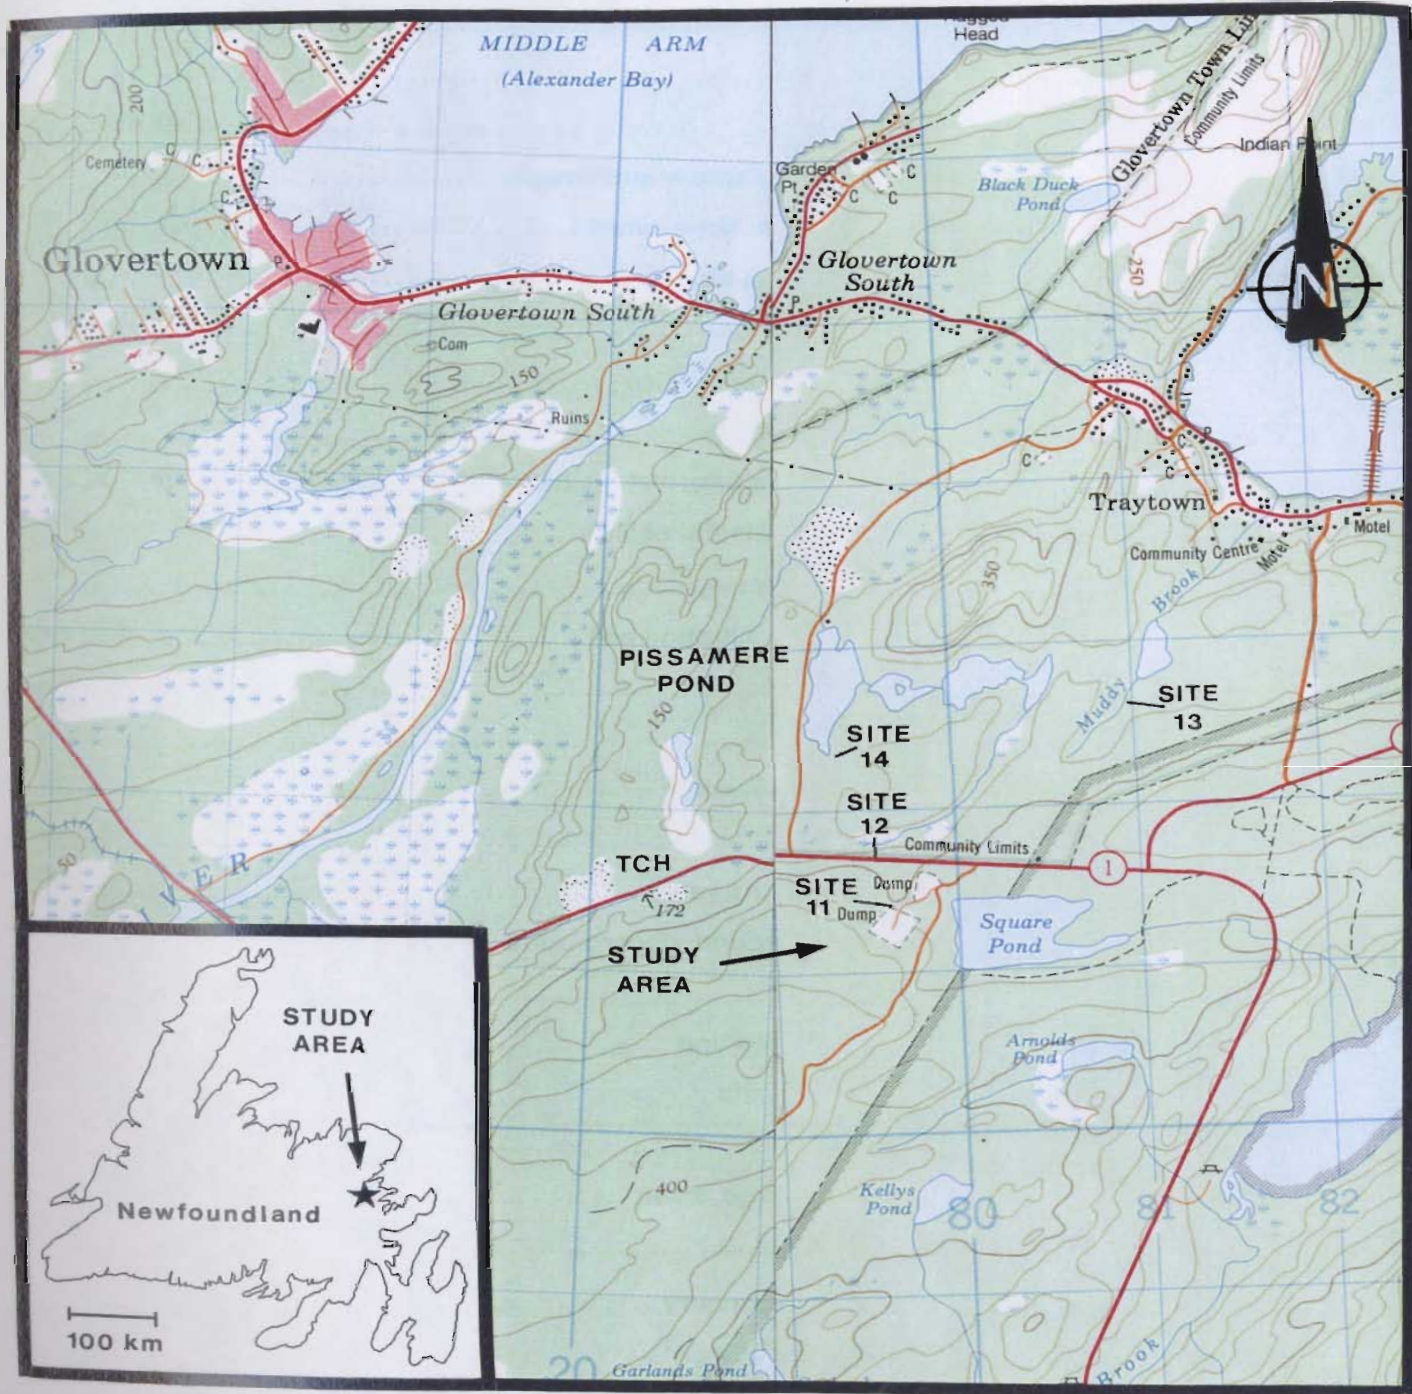 MIDDLE ARM
(Alexander Bay)
Head
Glovertown Town
Community Limits
Indian Point
200
Cemetery
C
C
C
Garden
Pt
C
C
C
Black Duck
Pond
Glovertown
Glovertown
South
250
N
P
Glovertown South
Com
150
Ruins
C
C
P
C
Traytown
Motel
Community Centre
Motel
350
Muddy Brook
PISSAMERE
POND
150
SITE
13
SITE
14
SITE
12
Community Limits
1
50
IVER
TCH
172
SITE
11
Dump
Dump
Square
Pond
STUDY
AREA
Arnolds
Pond
STUDY
AREA
Newfoundland
100 km
400
Kellys
Pond
80
81
82
20
Garlands Pond
Brook